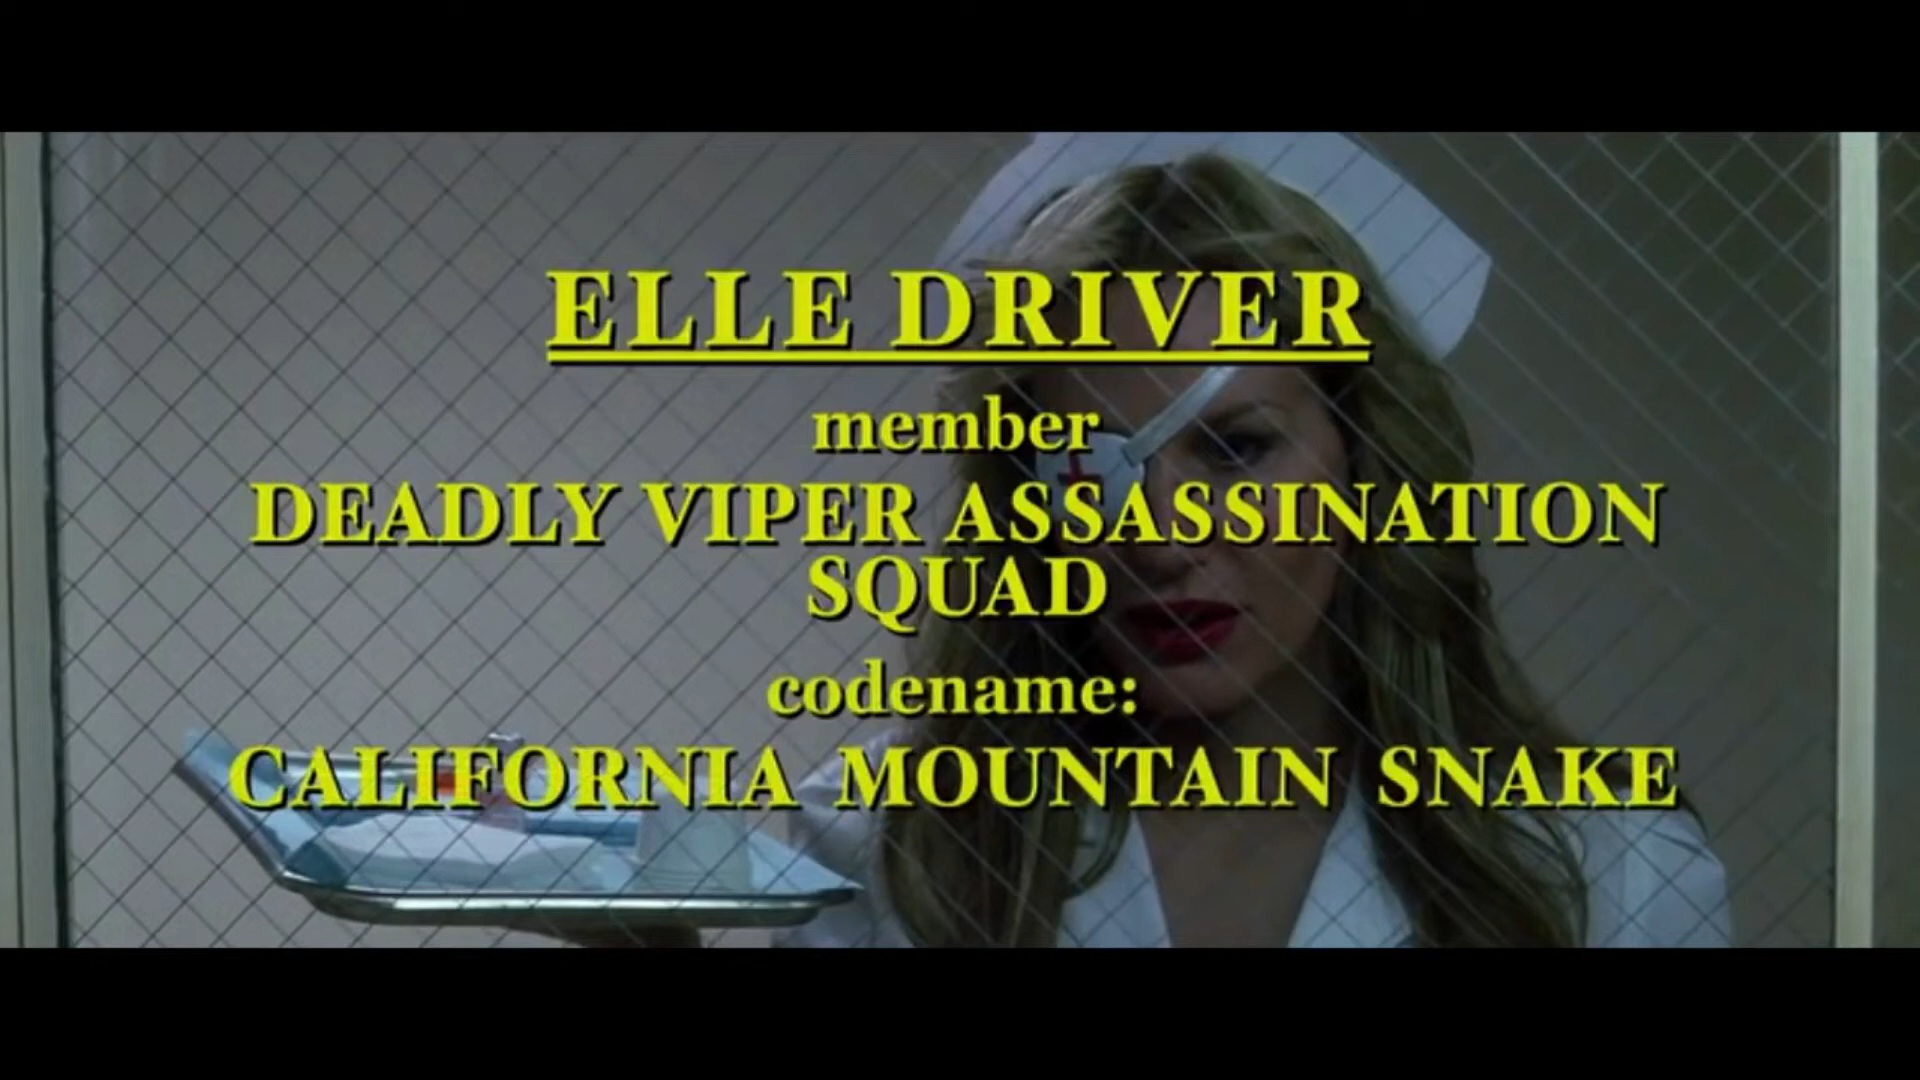 ELLE DRIVER
member
DEADLY VIPER ASSASSINATION
SQUAD
codename:
CALIFORNIA MOUNTAIN SNAKE